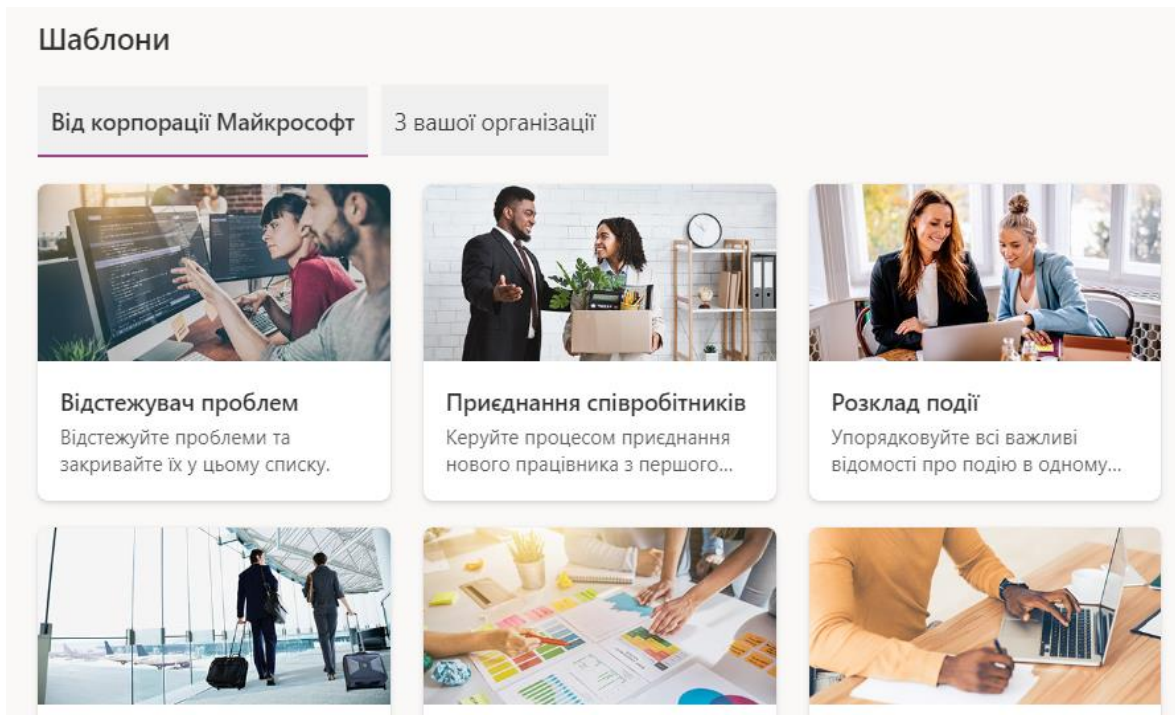 Шаблони
Від корпорації Майкрософт
З вашої організації
Відстежувач проблем
Відстежуйте проблеми та
закривайте їх у цьому списку.
Приєднання співробітників
Керуйте процесом приєднання
нового працівника з першого...
Розклад події
Упорядковуйте всі важливі
відомості про подію в одному...